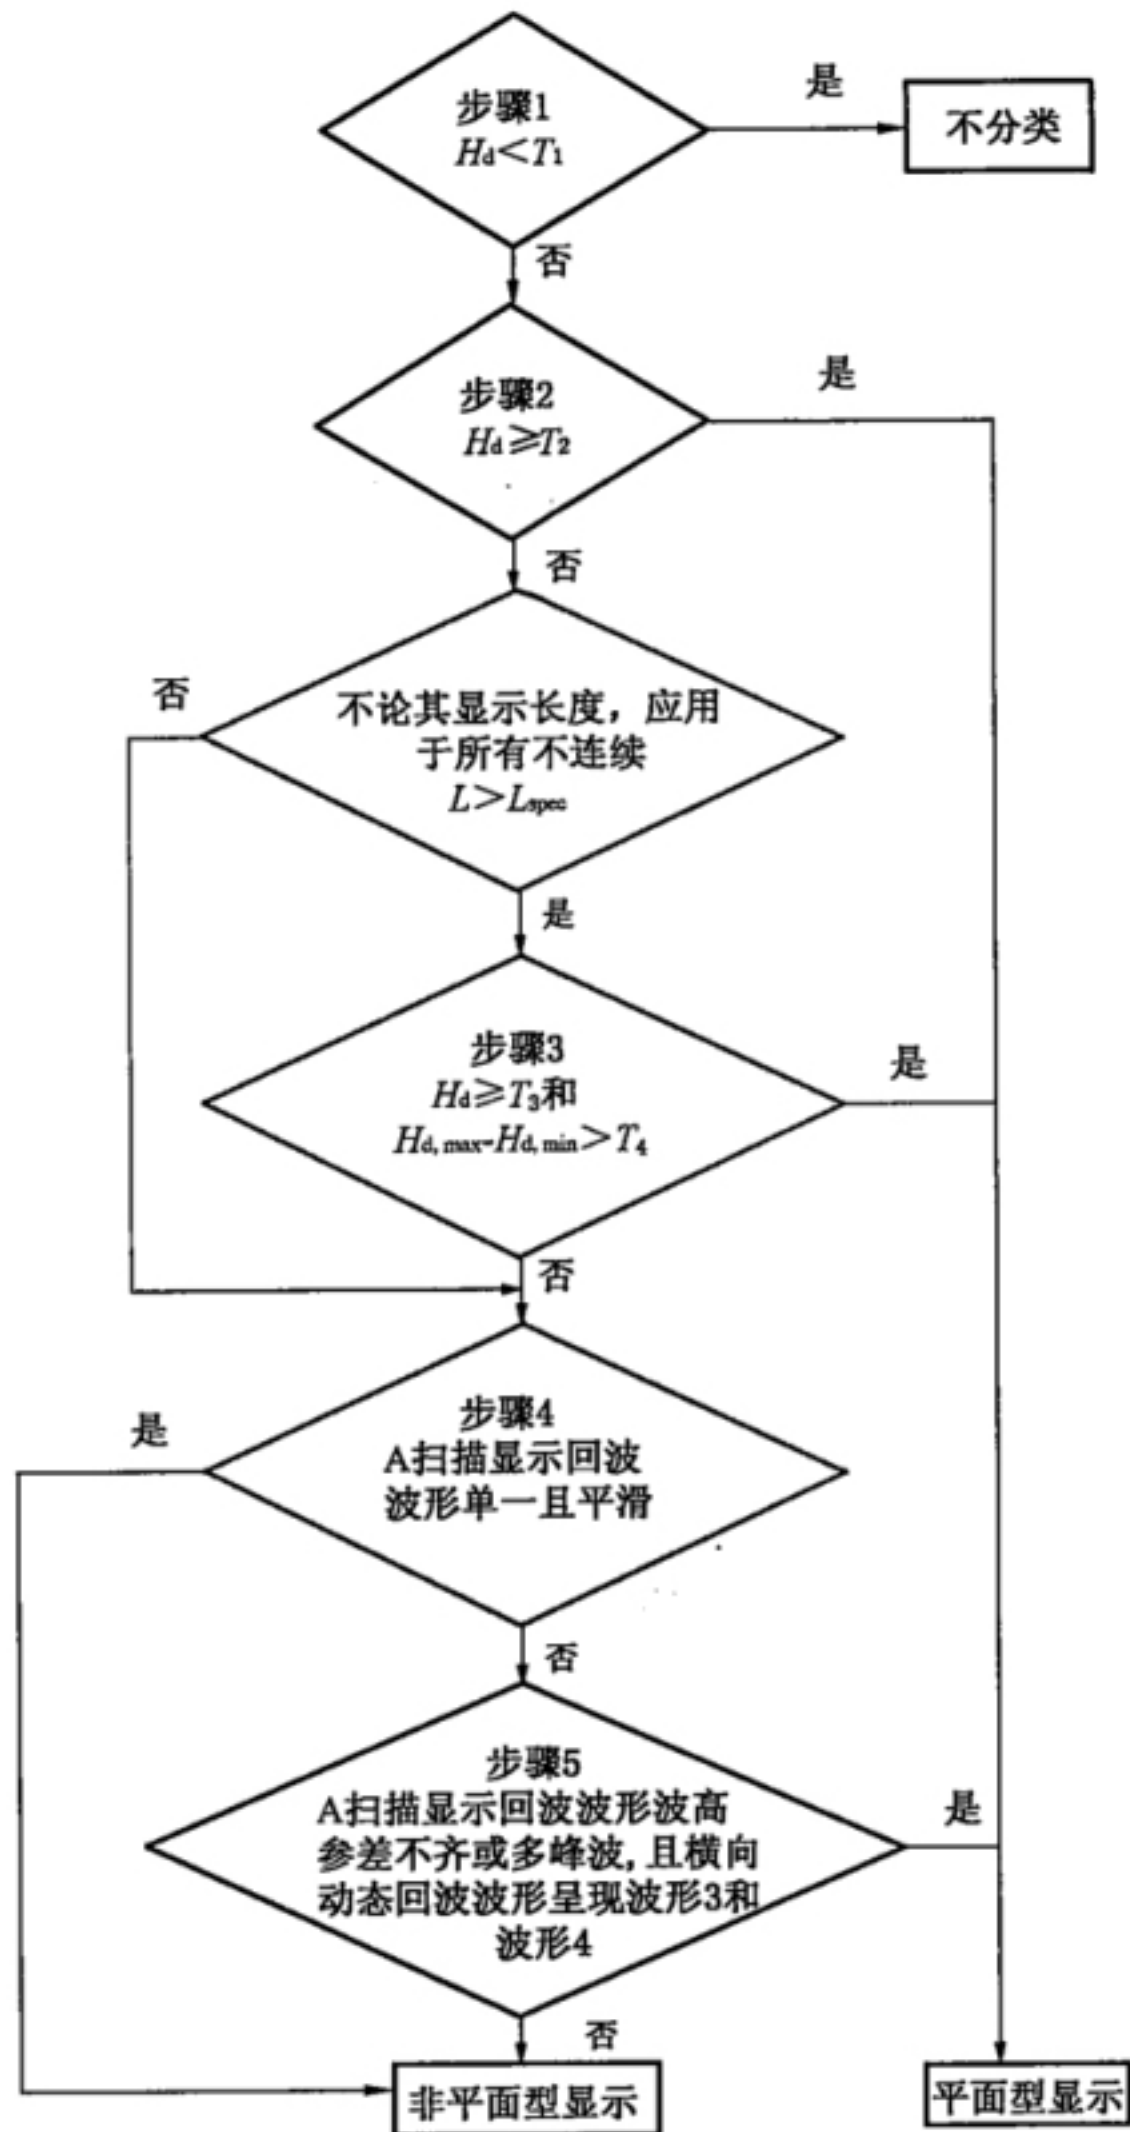 步骤1
Hd<T1
是
不分类
否
步骤2
Hd≥T2
是
否
不论其显示长度，应用
于所有不连续
L>Lspec
否
是
步骤3
Hd≥T3和
Hd,max-Hd,min>T4
是
否
步骤4
A扫描显示回波
波形单一且平滑
是
否
步骤5
A扫描显示回波波形波高
参差不齐或多峰波,且横向
动态回波波形呈现波形3和
波形4
是
否
非平面型显示
平面型显示